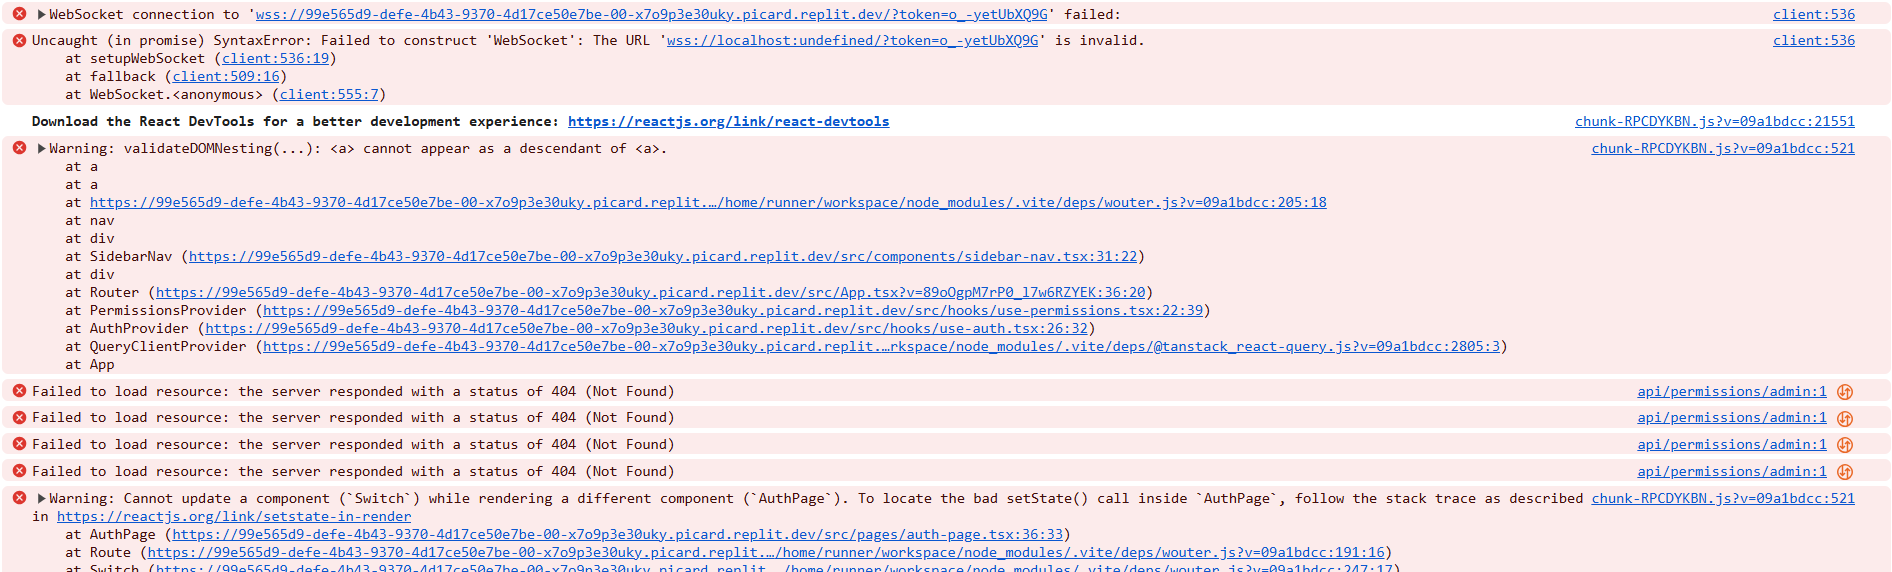 WebSocket connection to 'wss://99e565d9-defe-4b43-9370-4d17ce50e7be-00-x7o9p3e30uky.picard.replit.dev/?token=o_-yetUbXQ9G' failed: client:536
Uncaught (in promise) SyntaxError: Failed to construct 'WebSocket': The URL 'wss://localhost:undefined/?token=o_-yetUbXQ9G' is invalid. client:536
at setupWebSocket (client:536:19)
at fallback (client:509:16)
at WebSocket.<anonymous> (client:555:7)
Download the React DevTools for a better development experience: https://reactjs.org/link/react-devtools chunk-RPCDYKBN.js?v=09a1bdcc:21551
Warning: validateDOMNesting(...): <a> cannot appear as a descendant of <a>. chunk-RPCDYKBN.js?v=09a1bdcc:521
at a
at a
at https://99e565d9-defe-4b43-9370-4d17ce50e7be-00-x7o9p3e30uky.picard.replit.…/home/runner/workspace/node_modules/.vite/deps/wouter.js?v=09a1bdcc:205:18
at nav
at div
at SidebarNav (https://99e565d9-defe-4b43-9370-4d17ce50e7be-00-x7o9p3e30uky.picard.replit.dev/src/components/sidebar-nav.tsx:31:22)
at div
at Router (https://99e565d9-defe-4b43-9370-4d17ce50e7be-00-x7o9p3e30uky.picard.replit.dev/src/App.tsx?v=89oOgpM7rP0_l7w6RZYEK:36:20)
at PermissionsProvider (https://99e565d9-defe-4b43-9370-4d17ce50e7be-00-x7o9p3e30uky.picard.replit.dev/src/hooks/use-permissions.tsx:22:39)
at AuthProvider (https://99e565d9-defe-4b43-9370-4d17ce50e7be-00-x7o9p3e30uky.picard.replit.dev/src/hooks/use-auth.tsx:26:32)
at QueryClientProvider (https://99e565d9-defe-4b43-9370-4d17ce50e7be-00-x7o9p3e30uky.picard.replit.…rkspace/node_modules/.vite/deps/@tanstack_react-query.js?v=09a1bdcc:2805:3)
at App
Failed to load resource: the server responded with a status of 404 (Not Found) api/permissions/admin:1
Failed to load resource: the server responded with a status of 404 (Not Found) api/permissions/admin:1
Failed to load resource: the server responded with a status of 404 (Not Found) api/permissions/admin:1
Failed to load resource: the server responded with a status of 404 (Not Found) api/permissions/admin:1
Warning: Cannot update a component (`Switch`) while rendering a different component (`AuthPage`). To locate the bad setState() call inside `AuthPage`, follow the stack trace as described chunk-RPCDYKBN.js?v=09a1bdcc:521
in https://reactjs.org/link/setstate-in-render
at AuthPage (https://99e565d9-defe-4b43-9370-4d17ce50e7be-00-x7o9p3e30uky.picard.replit.dev/src/pages/auth-page.tsx:36:33)
at Route (https://99e565d9-defe-4b43-9370-4d17ce50e7be-00-x7o9p3e30uky.picard.replit.…/home/runner/workspace/node_modules/.vite/deps/wouter.js?v=09a1bdcc:191:16)
at Switch (https://99e565d9-defe-4b43-9370-4d17ce50e7be-00-x7o9p3e30uky.picard.replit.…/home/runner/workspace/node_modules/.vite/deps/wouter.js?v=09a1bdcc:247:17)